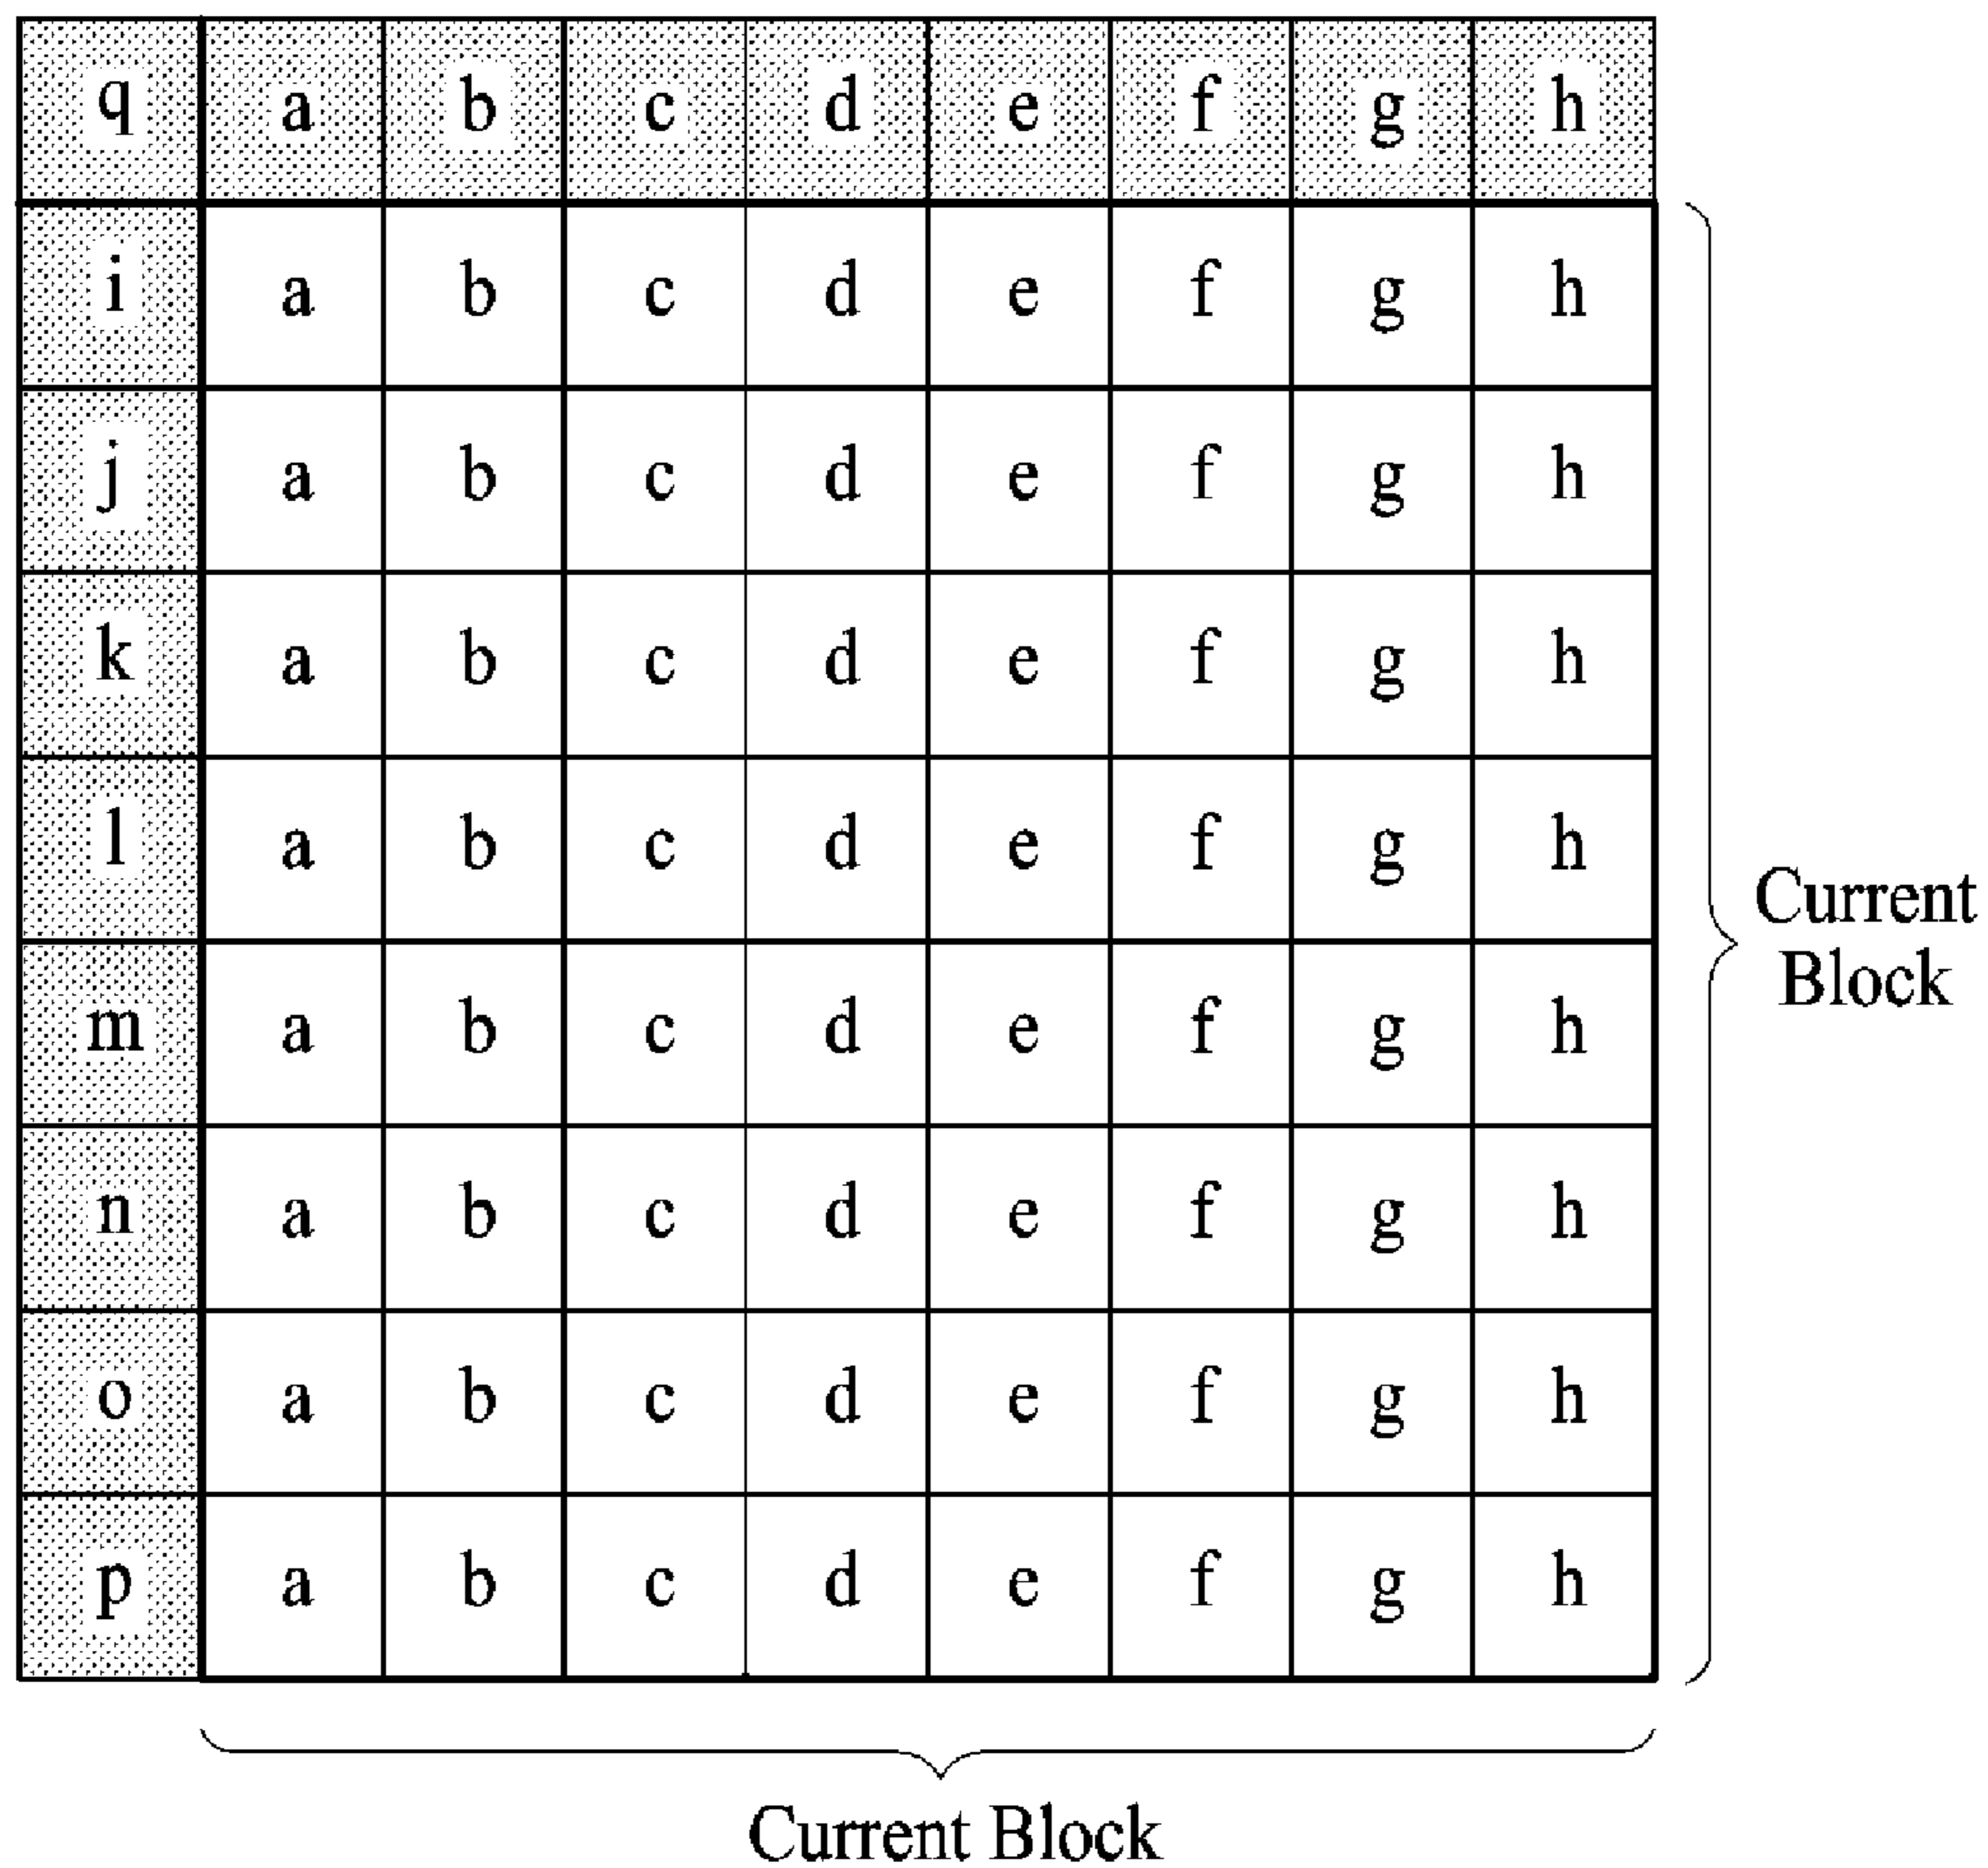 q a b c d e f g h
i a b c d e f g h
j a b c d e f g h
k a b c d e f g h
l a b c d e f g h
m a b c d e f g h
n a b c d e f g h
o a b c d e f g h
p a b c d e f g h
Current
Block
Current Block